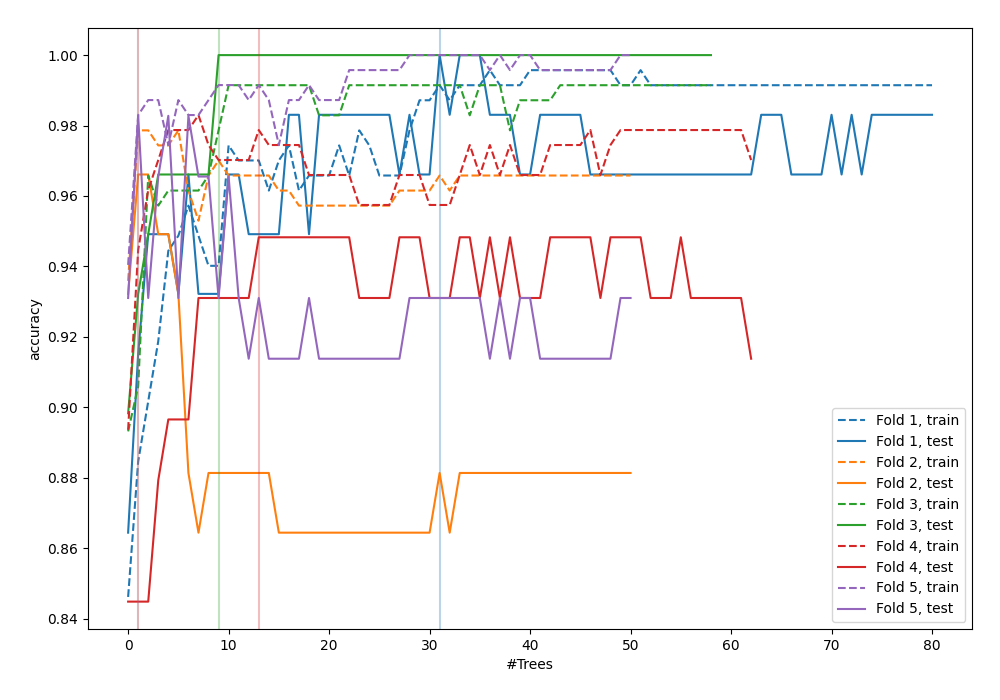 1.00
0.98
0.96
0.94
0.92
0.90
0.88
0.86
0.84
accuracy
0 10 20 30 40 50 60 70 80
#Trees
Fold 1, train
Fold 1, test
Fold 2, train
Fold 2, test
Fold 3, train
Fold 3, test
Fold 4, train
Fold 4, test
Fold 5, train
Fold 5, test